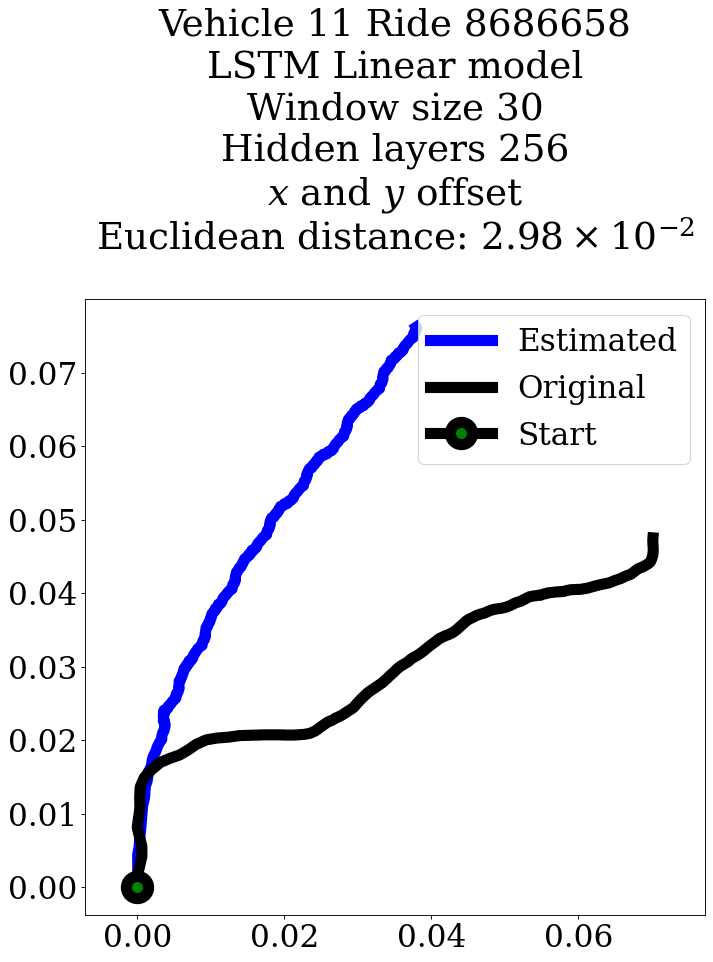 Vehicle 11 Ride 8686658
LSTM Linear model
Window size 30
Hidden layers 256
x and y offset
Euclidean distance: 2.98 × 10⁻²
Estimated
Original
Start
0.07
0.06
0.05
0.04
0.03
0.02
0.01
0.00
0.00 0.02 0.04 0.06